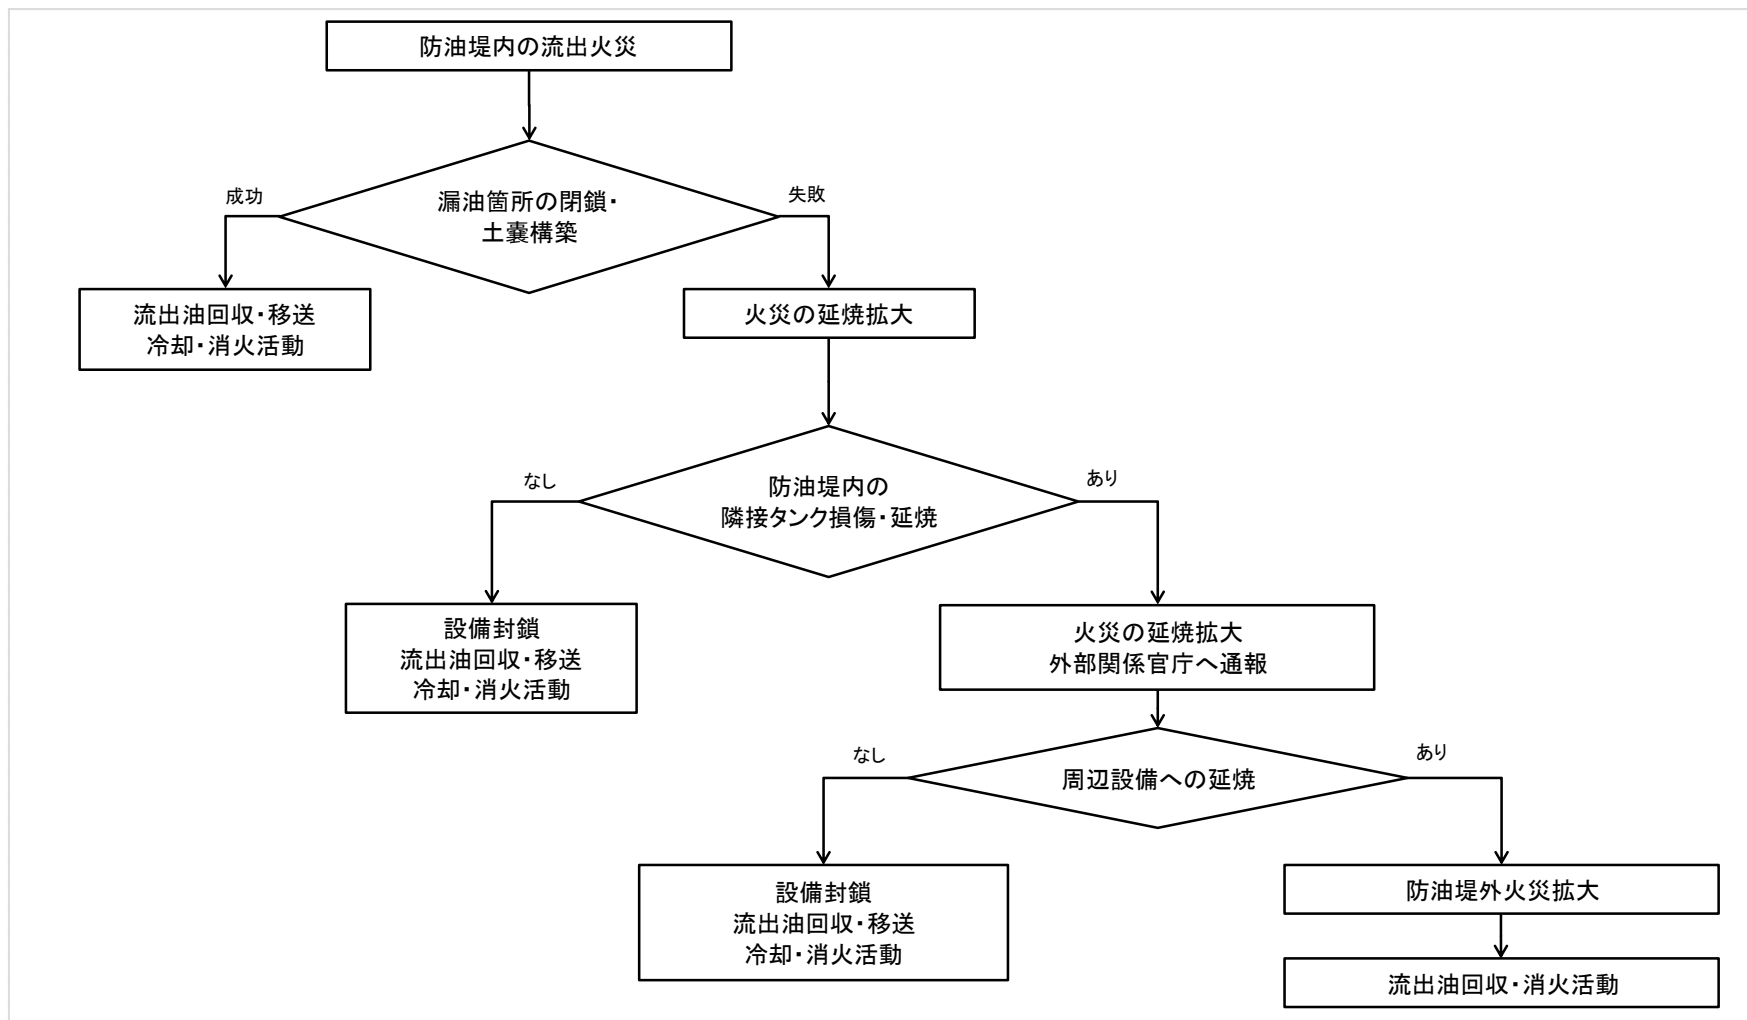 防油堤内の流出火災
漏油箇所の閉鎖・
土嚢構築
成功
失敗
流出油回収・移送
冷却・消火活動
火災の延焼拡大
防油堤内の
隣接タンク損傷・延焼
なし
あり
設備封鎖
流出油回収・移送
冷却・消火活動
火災の延焼拡大
外部関係官庁へ通報
周辺設備への延焼
なし
あり
設備封鎖
流出油回収・移送
冷却・消火活動
防油堤外火災拡大
流出油回収・消火活動